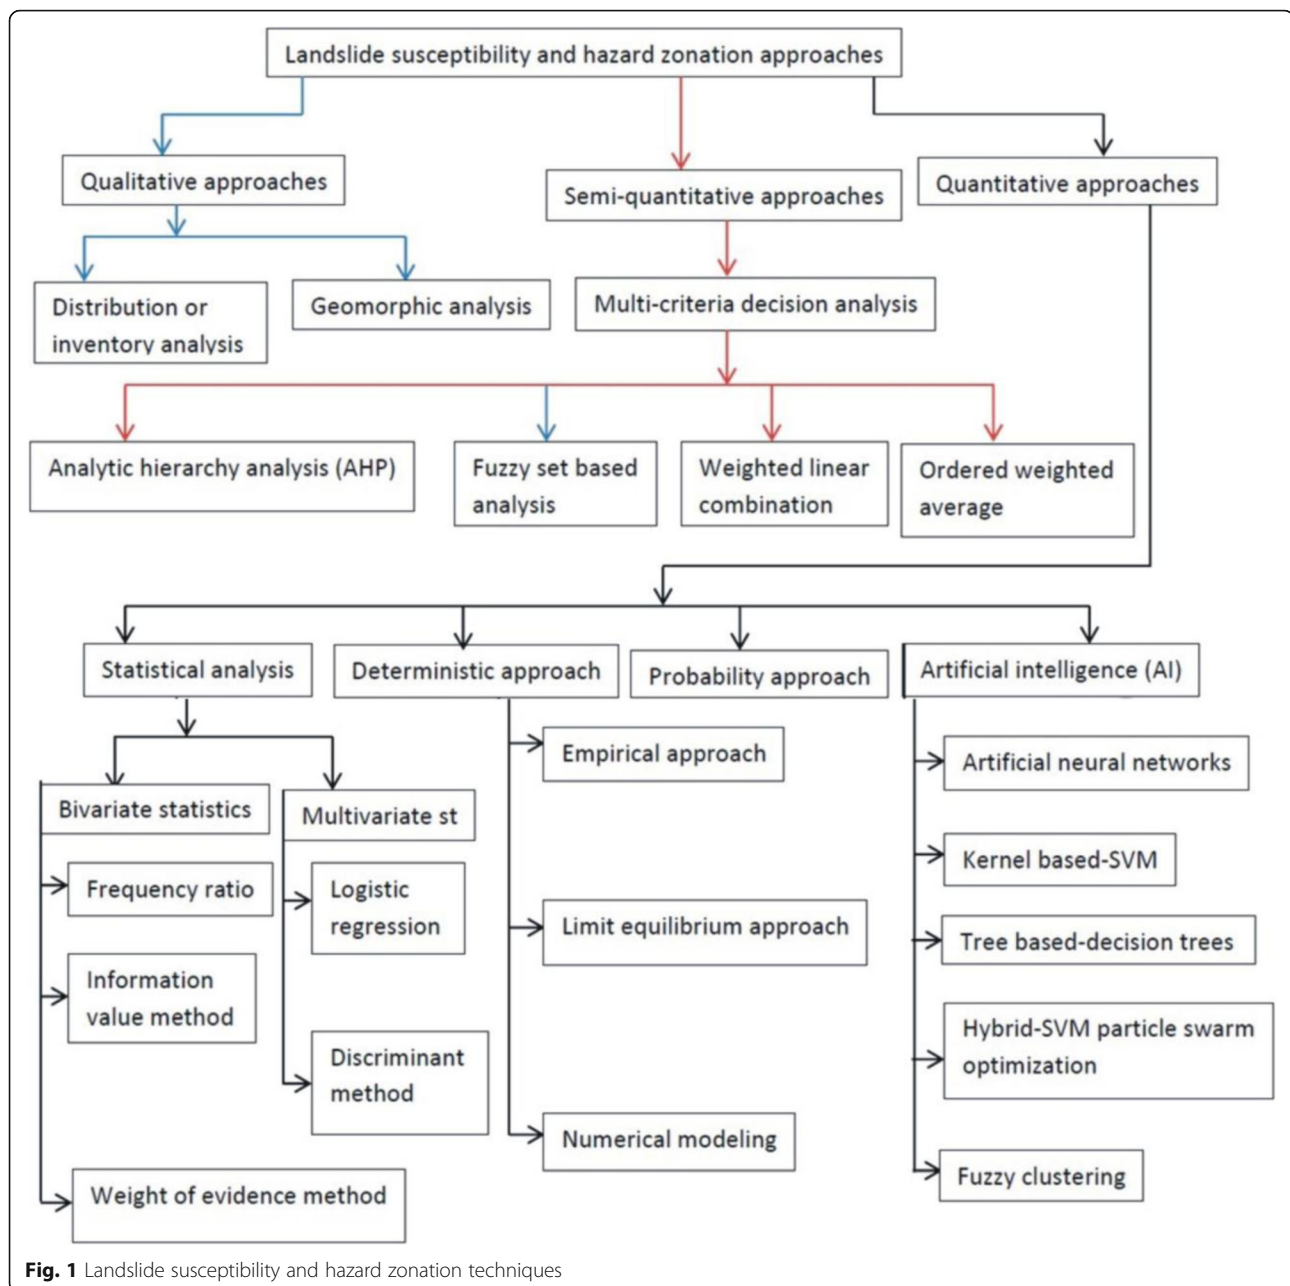 Landslide susceptibility and hazard zonation approaches
Qualitative approaches
Semi-quantitative approaches
Quantitative approaches
Distribution or
inventory analysis
Geomorphic analysis
Multi-criteria decision analysis
Analytic hierarchy analysis (AHP)
Fuzzy set based
analysis
Weighted linear
combination
Ordered weighted
average
Statistical analysis
Deterministic approach
Probability approach
Artificial intelligence (AI)
Bivariate statistics
Frequency ratio
Information
value method
Weight of evidence method
Multivariate st
Logistic
regression
Discriminant
method
Empirical approach
Limit equilibrium approach
Numerical modeling
Artificial neural networks
Kernel based-SVM
Tree based-decision trees
Hybrid-SVM particle swarm
optimization
Fuzzy clustering
Fig. 1 Landslide susceptibility and hazard zonation techniques